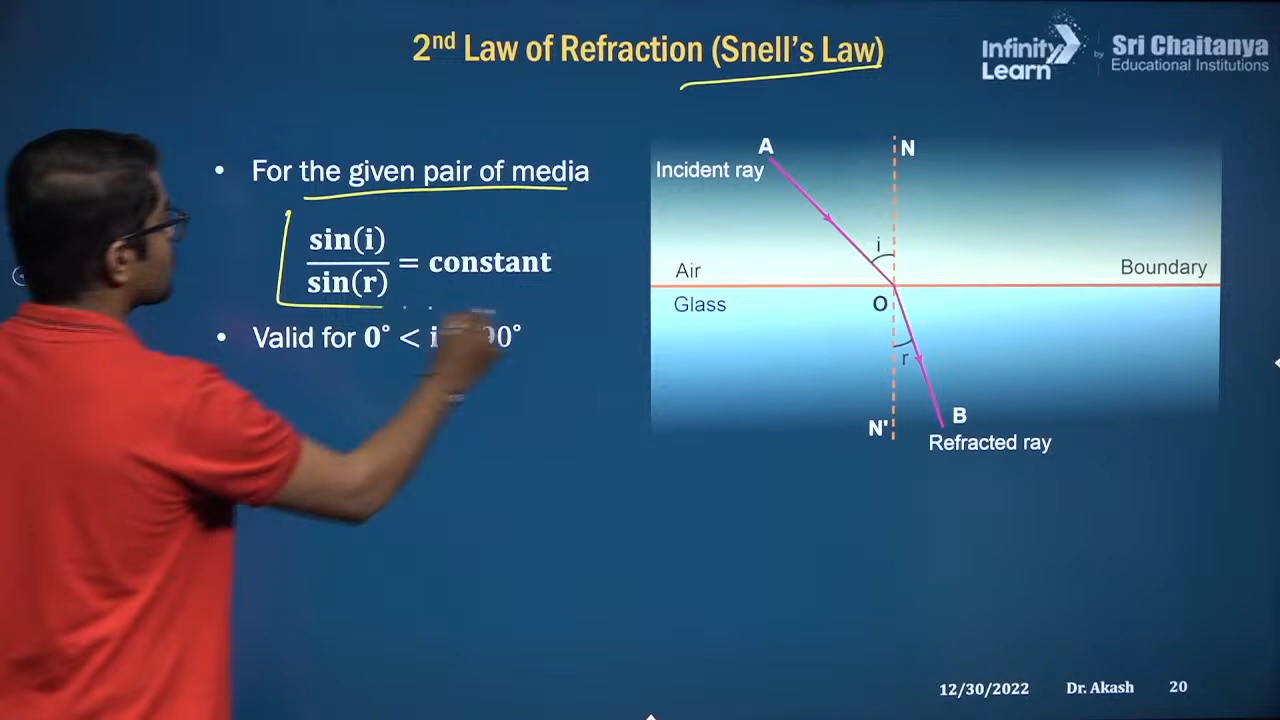 2nd Law of Refraction (Snell's Law)
Infinity Learn by Sri Chaitanya Educational Institutions
• For the given pair of media
sin(i)
sin(r)
= constant
• Valid for 0° < i 90°
A
N
Incident ray
i
Air
Boundary
Glass
O
r
B
N'
Refracted ray
12/30/2022 Dr. Akash 20